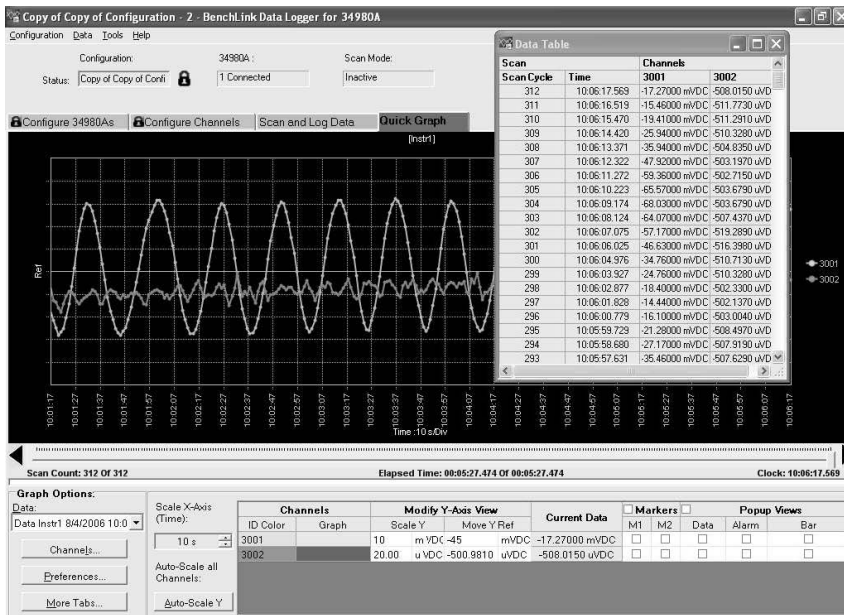 Copy of Copy of Configuration - 2 - BenchLink Data Logger for 34980A
Configuration Data Tools Help
Configuration: 34980A : Scan Mode:
Status: Copy of Copy of Confi 1 Connected Inactive
Configure 34980As Configure Channels Scan and Log Data Quick Graph
[Instr1]
Ref
3001
3002
10:01:17 10:01:27 10:01:37 10:01:47 10:01:57 10:02:07 10:02:17 10:02:27 10:02:37 10:02:47 10:02:57 10:03:07 10:03:17 10:03:27 10:03:37 10:03:47 10:03:57 10:04:07 10:04:17 10:04:27 10:04:37 10:04:47 10:04:57 10:05:07 10:05:17 10:05:27 10:05:37 10:05:47 10:05:57 10:06:07 10:06:17
Time :10 s/Div
Data Table
Scan Channels
Scan Cycle Time 3001 3002
312 10:06:17.569 -17.27000 mVDC -508.0150 uVD
311 10:06:16.519 -15.46000 mVDC -511.7730 uVD
310 10:06:15.470 -19.41000 mVDC -511.2910 uVD
309 10:06:14.420 -25.94000 mVDC -510.3280 uVD
308 10:06:13.371 -35.94000 mVDC -504.8350 uVD
307 10:06:12.322 -47.92000 mVDC -503.1970 uVD
306 10:06:11.272 -59.36000 mVDC -502.7150 uVD
305 10:06:10.223 -65.57000 mVDC -503.6790 uVD
304 10:06:09.174 -68.03000 mVDC -503.6790 uVD
303 10:06:08.124 -64.07000 mVDC -507.4370 uVD
302 10:06:07.075 -57.17000 mVDC -519.2890 uVD
301 10:06:06.025 -46.63000 mVDC -516.3980 uVD
300 10:06:04.976 -34.76000 mVDC -510.7130 uVD
299 10:06:03.927 -24.76000 mVDC -510.3280 uVD
298 10:06:02.877 -18.40000 mVDC -502.3300 uVD
297 10:06:01.828 -14.44000 mVDC -502.1370 uVD
296 10:06:00.779 -16.10000 mVDC -503.0040 uVD
295 10:05:59.729 -21.28000 mVDC -508.4970 uVD
294 10:05:58.680 -27.17000 mVDC -507.9190 uVD
293 10:05:57.631 -35.46000 mVDC -507.6290 uVD
Scan Count: 312 Of 312 Elapsed Time: 00:05:27.474 Of 00:05:27.474 Clock: 10:06:17.569
Graph Options:
Data:
Data Instr1 8/4/2006 10:0
Channels...
Preferences...
More Tabs...
Scale X-Axis
(Time):
10 s
Auto-Scale all
Channels:
Auto-Scale Y
Channels Modify Y-Axis View Current Data Markers Popup Views
ID Color Graph Scale Y Move Y Ref M1 M2 Data Alarm Bar
3001 10 m VDC -45 mVDC -17.27000 mVDC
3002 20.00 u VDC -500.9810 uVDC -508.0150 uVDC